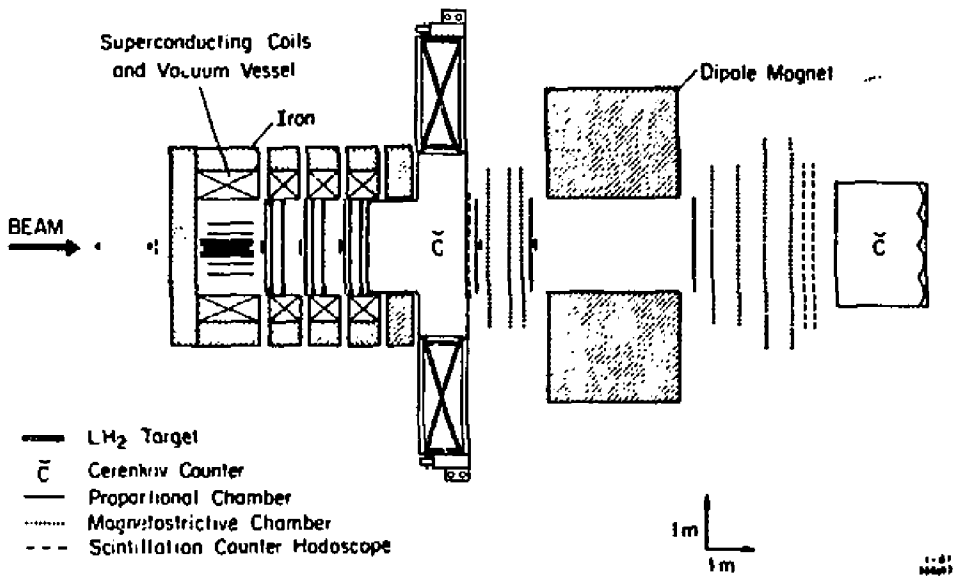 Superconducting Coils
and Vacuum Vessel
Iron
Dipole Magnet
BEAM
C̆
C̆
LH₂ Target
C̆ Cerenkov Counter
Proportional Chamber
Magnetostrictive Chamber
Scintillation Counter Hodoscope
1m
1m